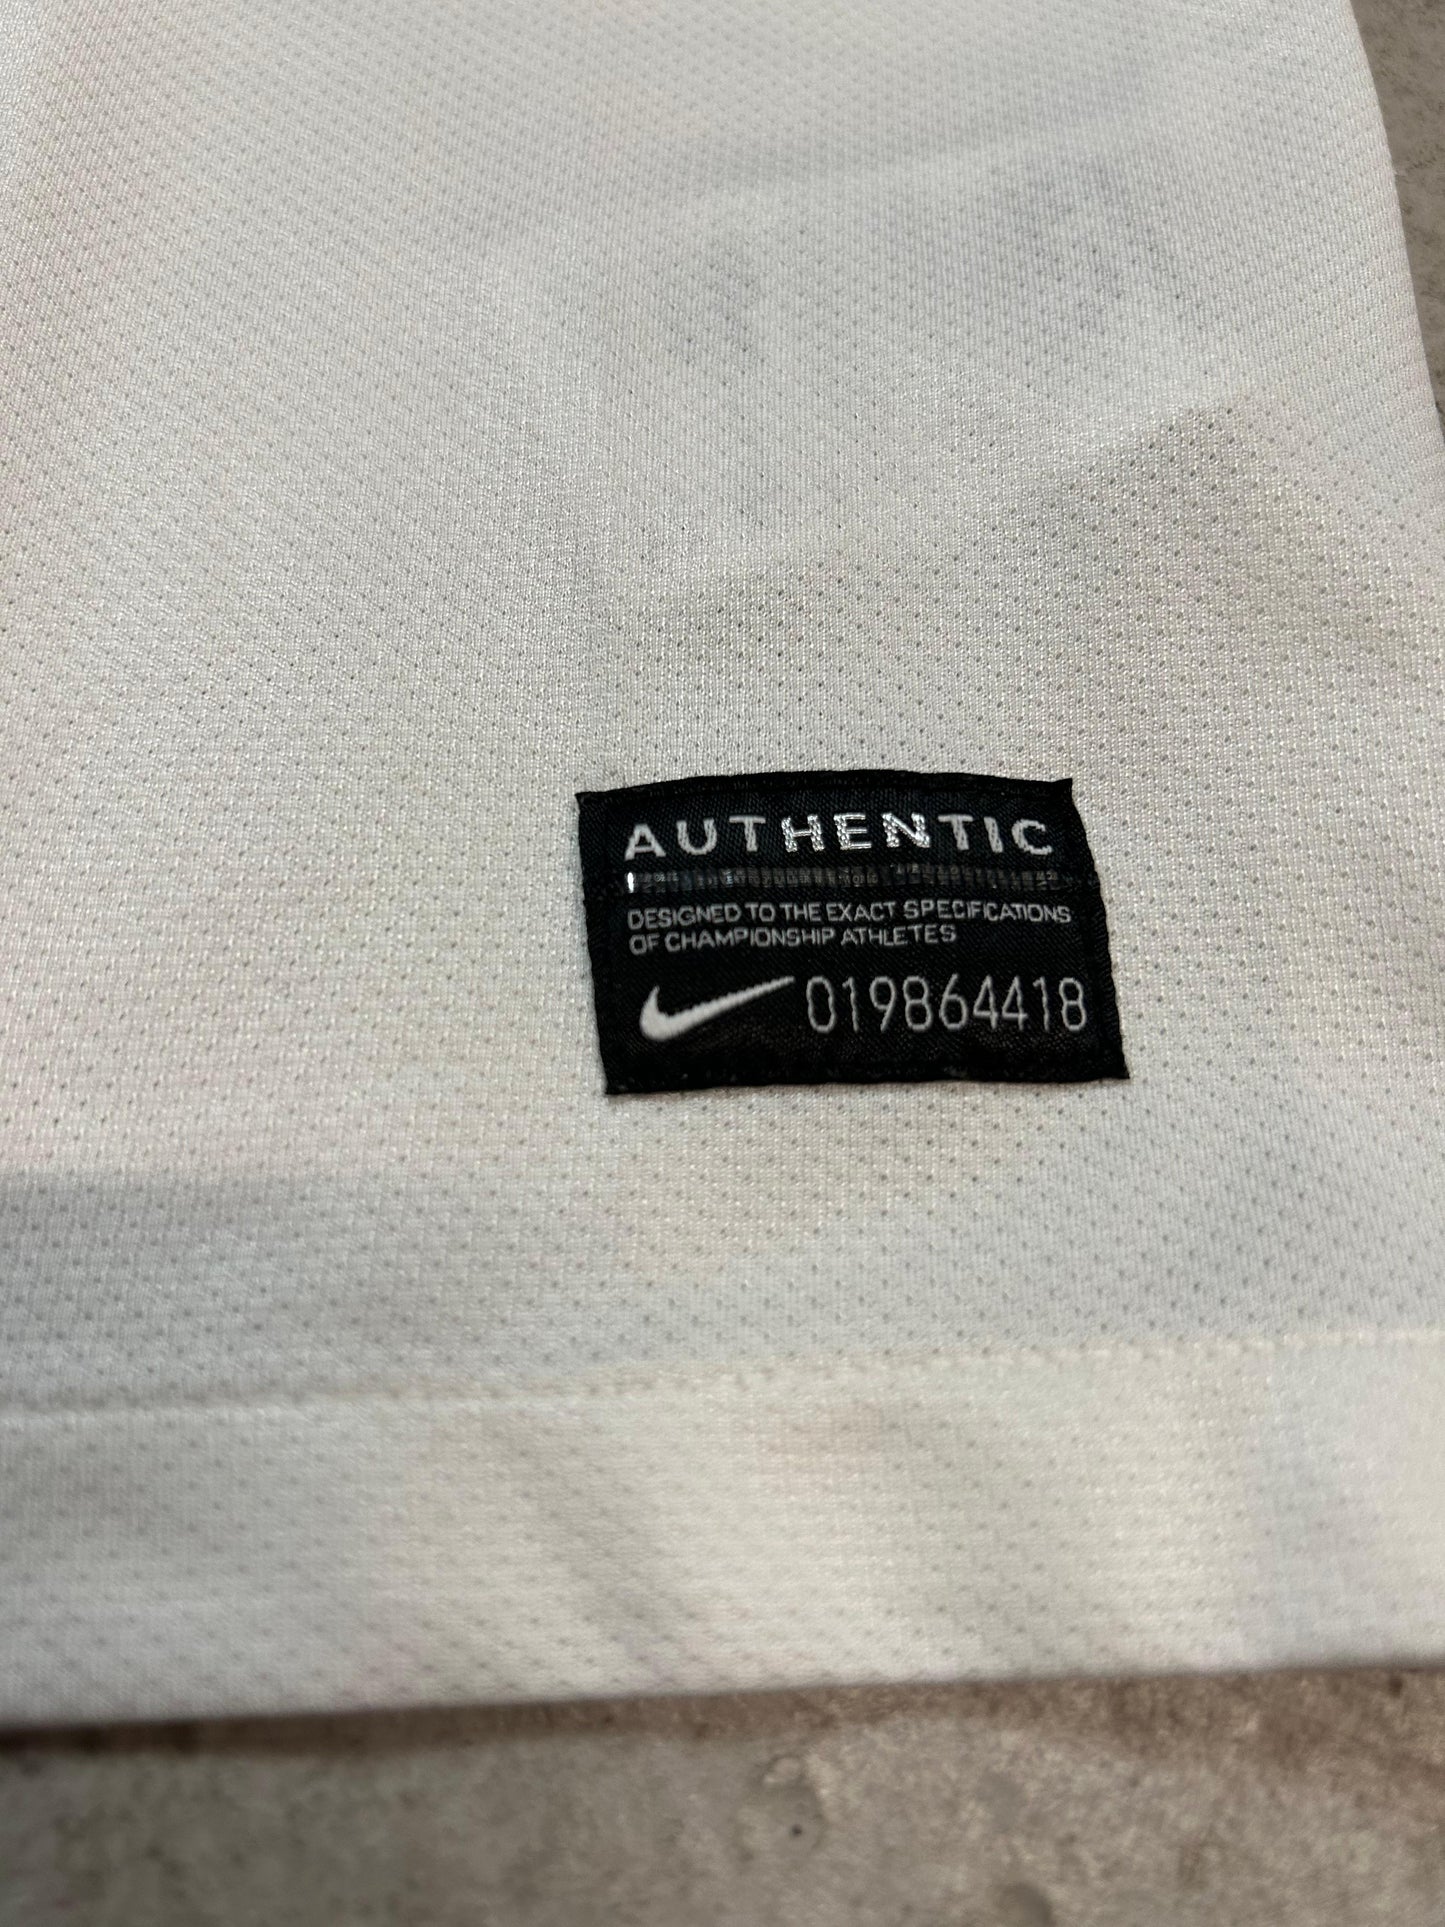 AUTHENTIC
DESIGNED TO THE EXACT SPECIFICATIONS
OF CHAMPIONSHIP ATHLETES
019864418